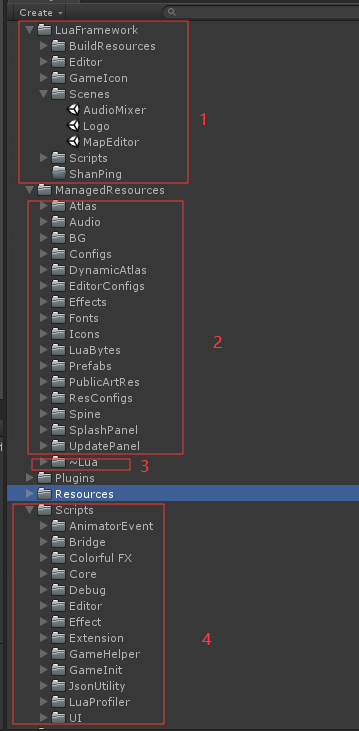 Create
LuaFramework
BuildResources
Editor
GameIcon
Scenes
AudioMixer
Logo
1
MapEditor
Scripts
ShanPing
ManagedResources
Atlas
Audio
BG
Configs
DynamicAtlas
EditorConfigs
Effects
Fonts
Icons
2
LuaBytes
Prefabs
PublicArtRes
ResConfigs
Spine
SplashPanel
UpdatePanel
~Lua
3
Plugins
Resources
Scripts
AnimatorEvent
Bridge
Colorful FX
Core
Debug
Editor
Effect
Extension
4
GameHelper
GameInit
JsonUtility
LuaProfiler
UI